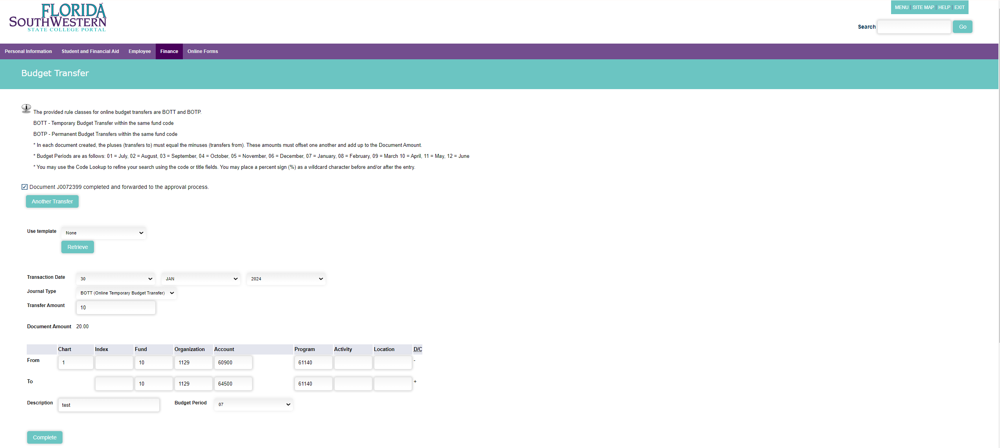 FLORIDA
SOUTHWESTERN
STATE COLLEGE PORTAL
MENU | SITE MAP | HELP | EXIT
Search Go
Personal Information Student and Financial Aid Employee Finance Online Forms
Budget Transfer
The provided rule classes for online budget transfers are BOTT and BOTP.
BOTT - Temporary Budget Transfer within the same fund code
BOTP - Permanent Budget Transfers within the same fund code
* In each document created, the pluses (transfers to) must equal the minuses (transfers from). These amounts must offset one another and add up to the Document Amount.
* Budget Periods are as follows: 01 = July, 02 = August, 03 = September, 04 = October, 05 = November, 06 = December, 07 = January, 08 = February, 09 = March 10 = April, 11 = May, 12 = June
* You may use the Code Lookup to refine your search using the code or title fields. You may place a percent sign (%) as a wildcard character before and/or after the entry.
Document J0072399 completed and forwarded to the approval process.
Another Transfer
Use template None
Retrieve
Transaction Date 30 JAN 2024
Journal Type BOTT (Online Temporary Budget Transfer)
Transfer Amount 10
Document Amount 20.00
Chart Index Fund Organization Account Program Activity Location D/C
From 1 10 1129 60900 61140 -
To 10 1129 64500 61140 +
Description test Budget Period 07
Complete